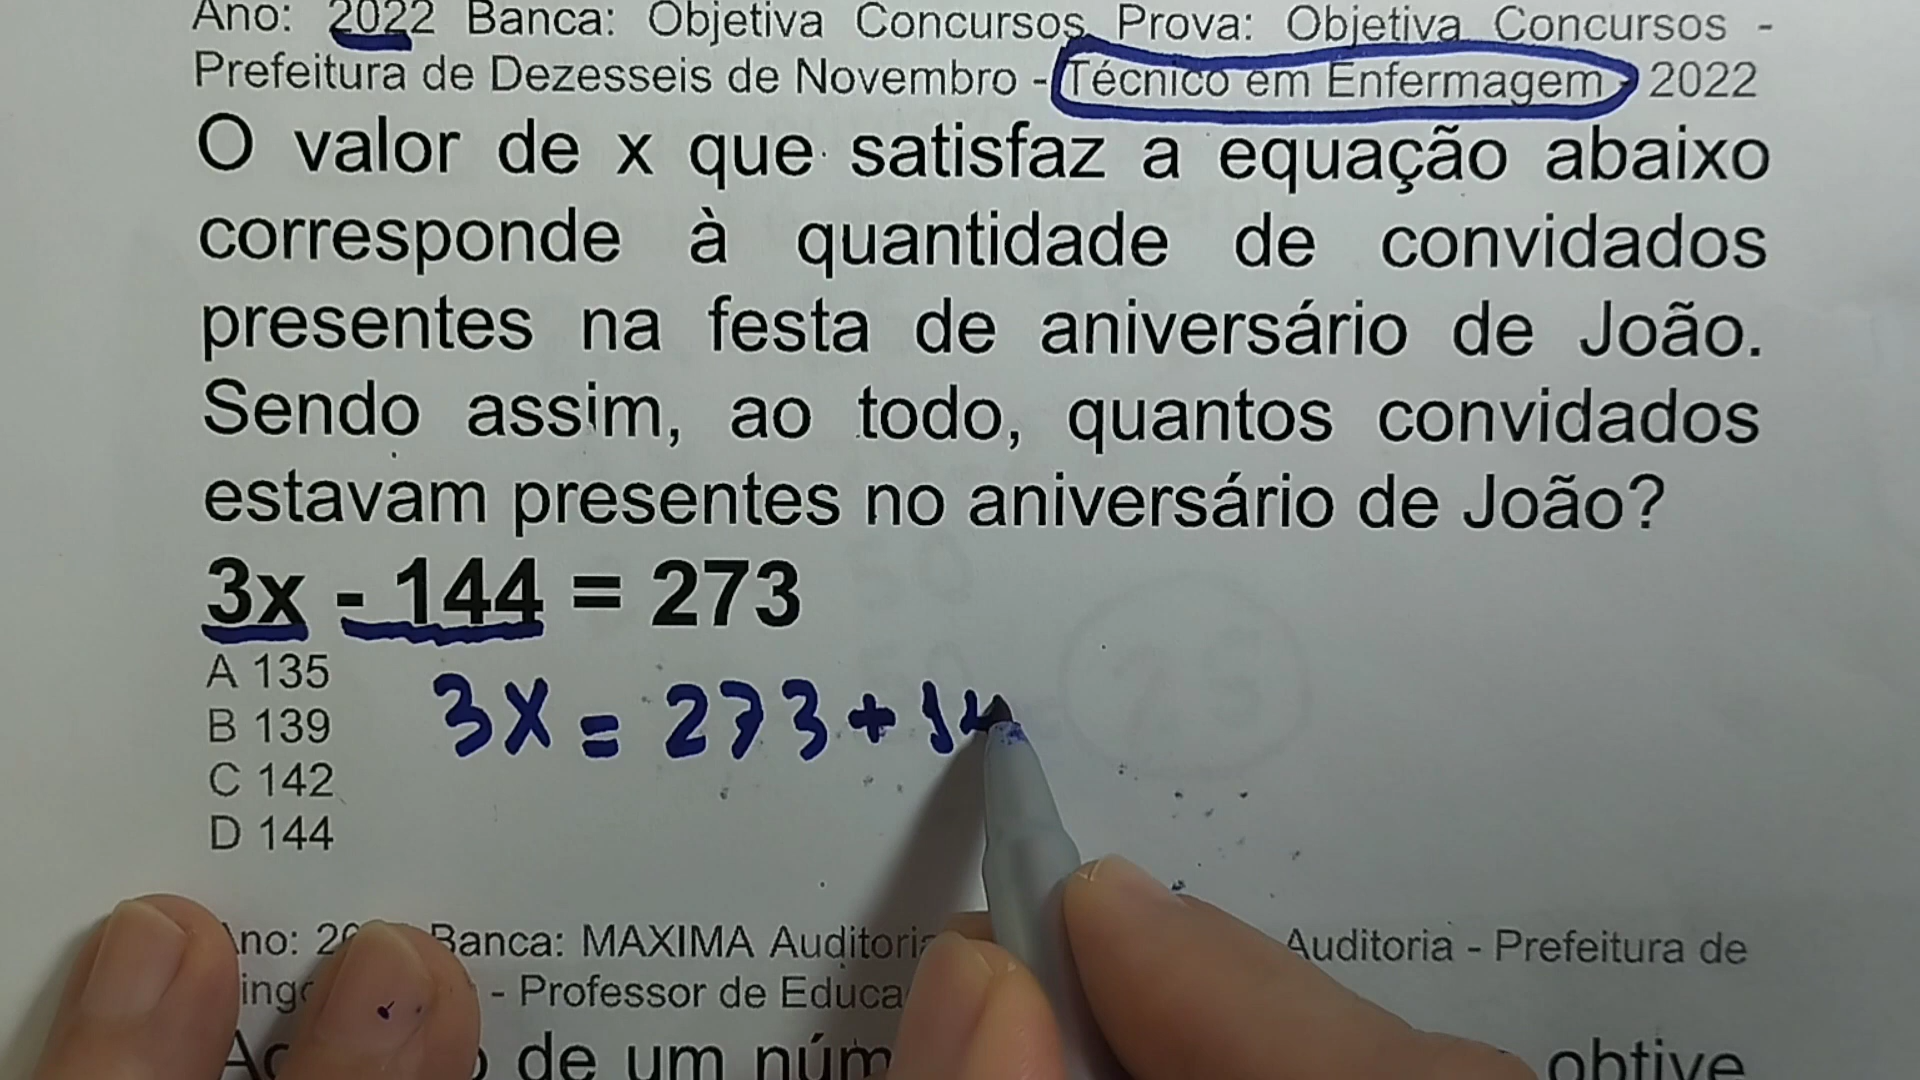 Ano: 2022 Banca: Objetiva Concursos Prova: Objetiva Concursos -
Prefeitura de Dezesseis de Novembro - Técnico em Enfermagem - 2022
O valor de x que satisfaz a equação abaixo
corresponde à quantidade de convidados
presentes na festa de aniversário de João.
Sendo assim, ao todo, quantos convidados
estavam presentes no aniversário de João?
3x - 144 = 273
A 135
B 139
C 142
D 144
3x = 273 + 14
Banca: MAXIMA Auditoria - Prefeitura de
- Professor de
de um obtive